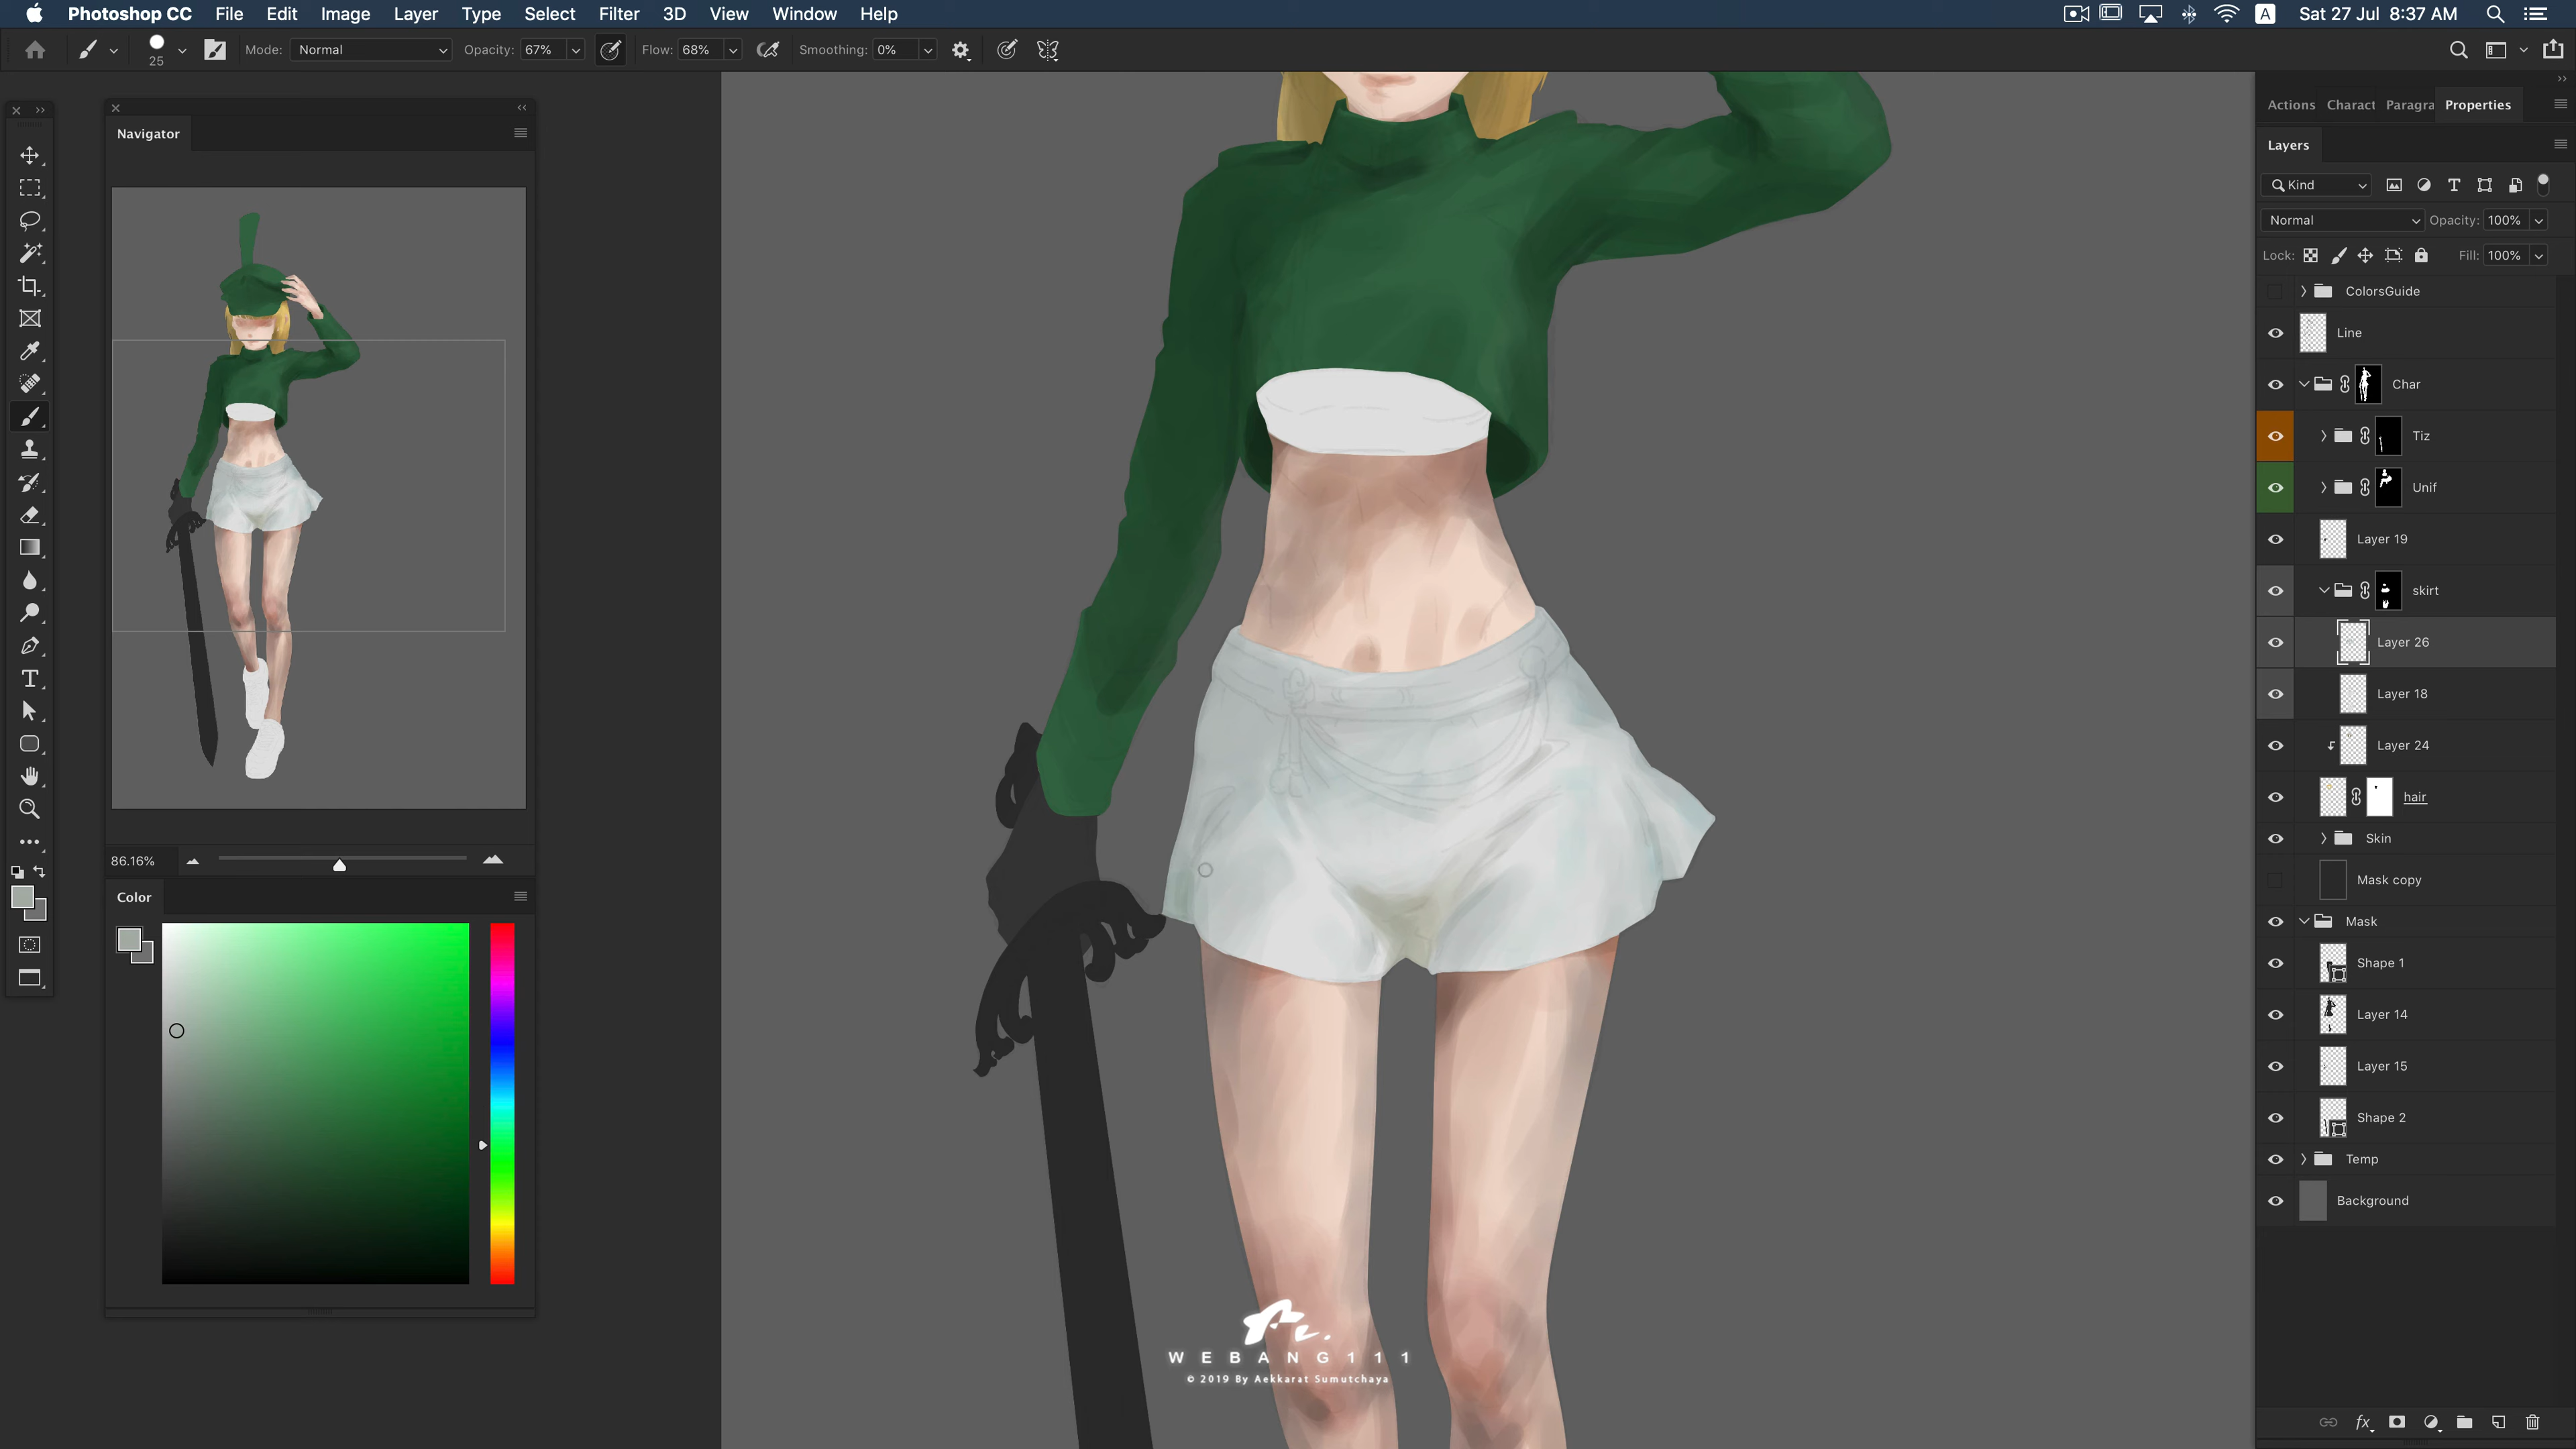 Photoshop CC File Edit Image Layer Type Select Filter 3D View Window Help A Sat 27 Jul 8:37 AM
25 Mode: Normal Opacity: 67% Flow: 68% Smoothing: 0%
Navigator
86.16%
Color
Actions Charact Paragra Properties
Layers
Kind
Normal Opacity: 100%
Lock: Fill: 100%
ColorsGuide
Line
Char
Tiz
Unif
Layer 19
skirt
Layer 26
Layer 18
Layer 24
hair
Skin
Mask copy
Mask
Shape 1
Layer 14
Layer 15
Shape 2
Temp
Background
fx
WEBANG111
© 2019 By Aekkarat Sumutchaya